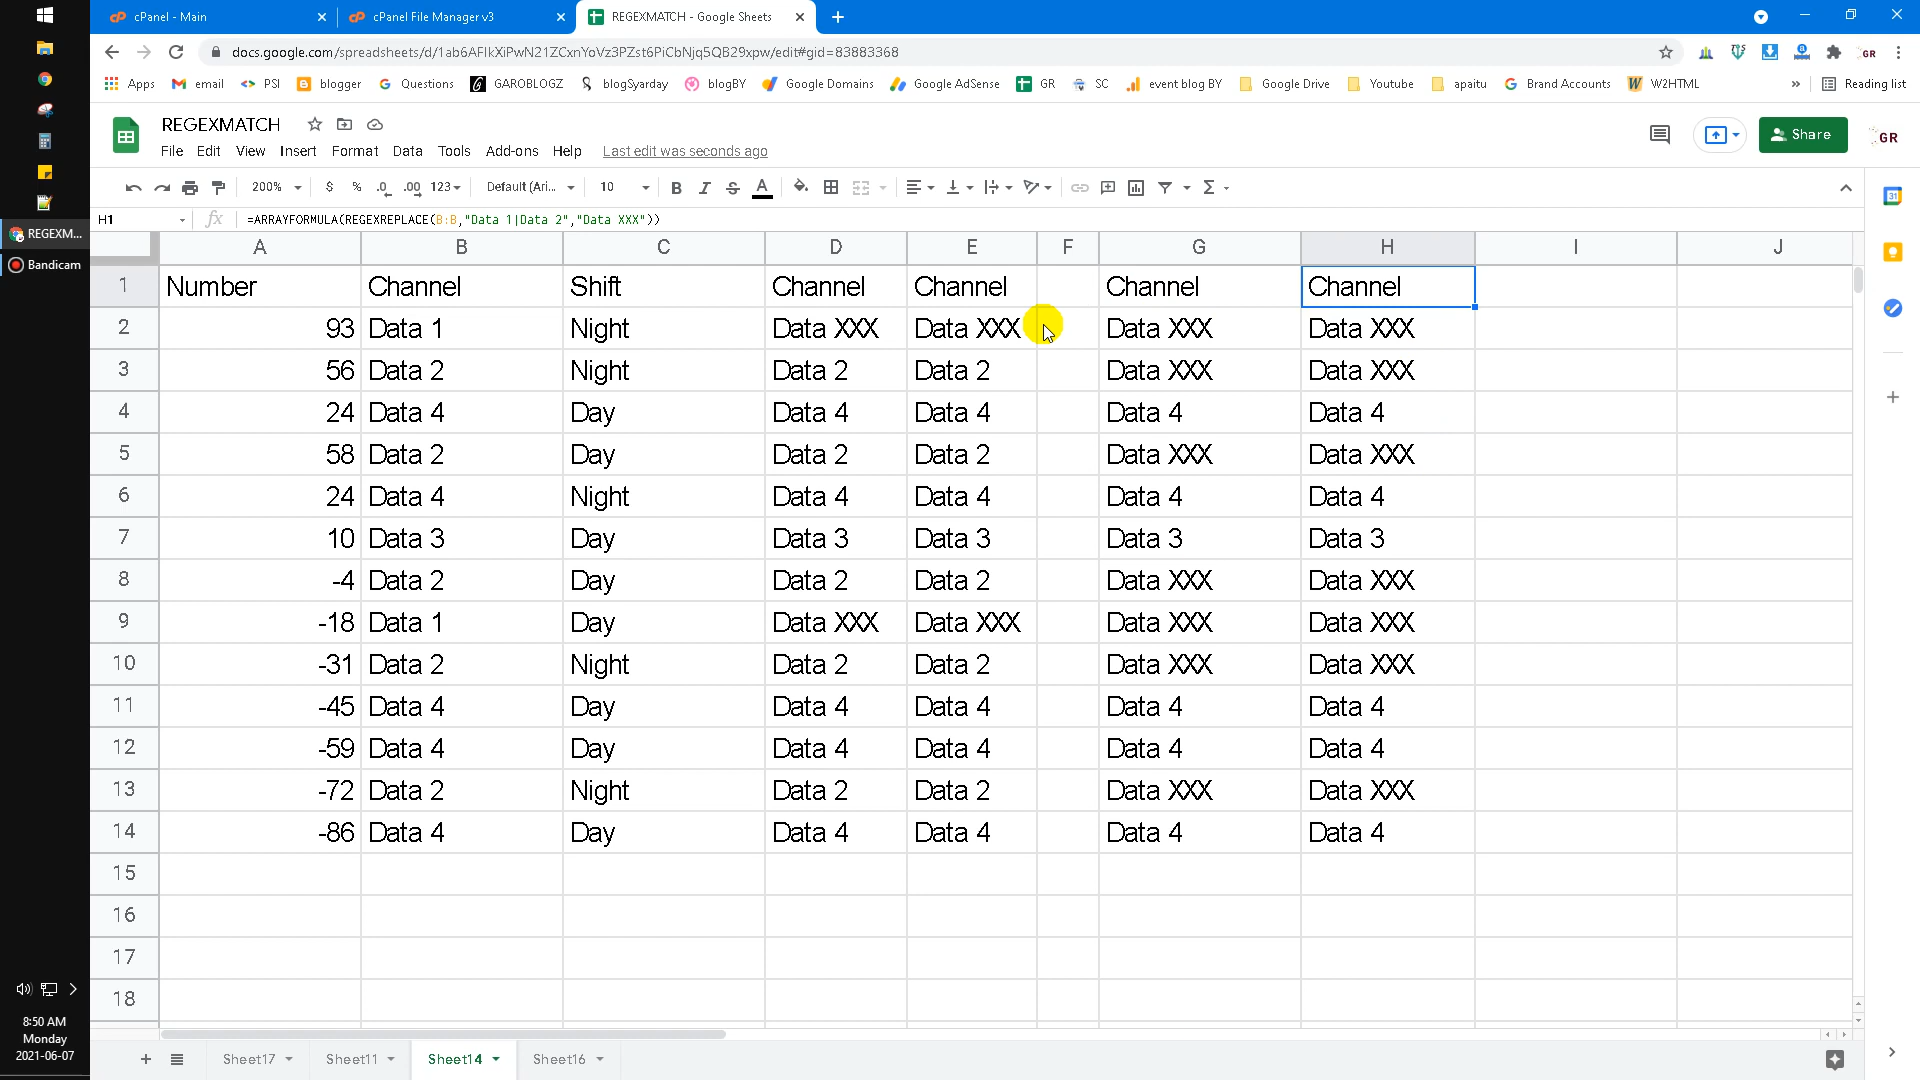 cPanel - Main
cPanel File Manager v3
REGEXMATCH - Google Sheets
docs.google.com/spreadsheets/d/1ab6AFlkXiPwN21ZCxnYoVz3PZst6PiCbNjq5QB29xpw/edit#gid=83883368
GR
Apps email PSI blogger Questions GAROBLOGZ blogSyarday blogBY Google Domains Google AdSense GR SC event blog BY Google Drive Youtube apaitu Brand Accounts W2HTML » Reading list
REGEXMATCH
Share
GR
File Edit View Insert Format Data Tools Add-ons Help Last edit was seconds ago
200% $ % .0 .00 123 Default (Ari... 10 B I S A Σ
H1 fx =ARRAYFORMULA(REGEXREPLACE(B:B,"Data 1|Data 2","Data XXX"))
A B C D E F G H I J
1 Number Channel Shift Channel Channel Channel Channel
2 93 Data 1 Night Data XXX Data XXX Data XXX Data XXX
3 56 Data 2 Night Data 2 Data 2 Data XXX Data XXX
4 24 Data 4 Day Data 4 Data 4 Data 4 Data 4
5 58 Data 2 Day Data 2 Data 2 Data XXX Data XXX
6 24 Data 4 Night Data 4 Data 4 Data 4 Data 4
7 10 Data 3 Day Data 3 Data 3 Data 3 Data 3
8 -4 Data 2 Day Data 2 Data 2 Data XXX Data XXX
9 -18 Data 1 Day Data XXX Data XXX Data XXX Data XXX
10 -31 Data 2 Night Data 2 Data 2 Data XXX Data XXX
11 -45 Data 4 Day Data 4 Data 4 Data 4 Data 4
12 -59 Data 4 Day Data 4 Data 4 Data 4 Data 4
13 -72 Data 2 Night Data 2 Data 2 Data XXX Data XXX
14 -86 Data 4 Day Data 4 Data 4 Data 4 Data 4
15
16
17
18
Sheet17 Sheet11 Sheet14 Sheet16
REGEXM...
Bandicam
8:50 AM
Monday
2021-06-07
31